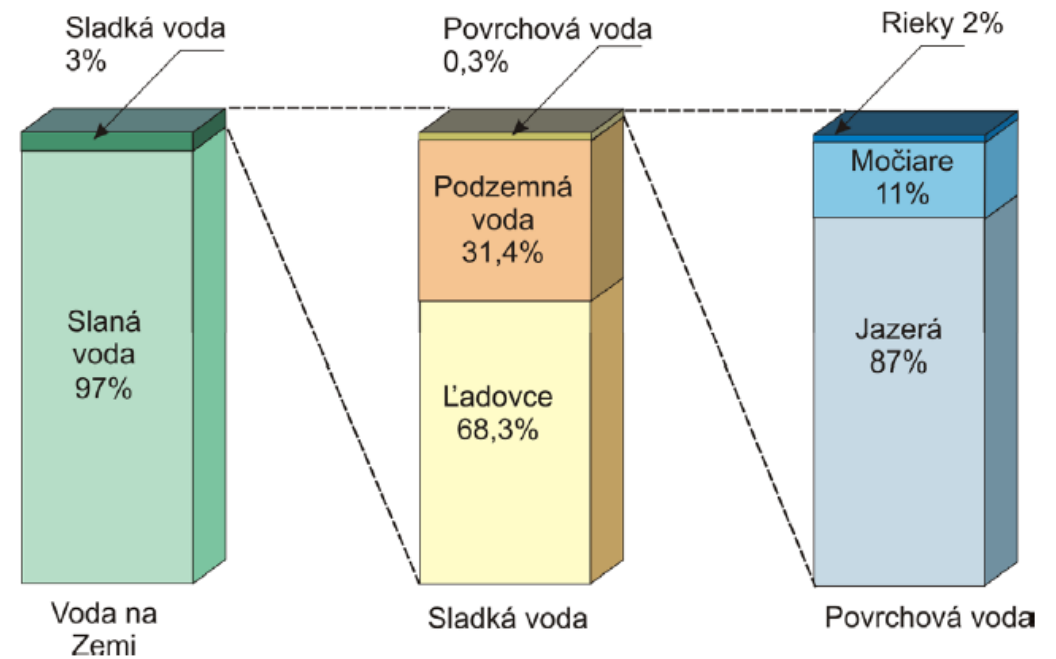 Sladká voda
3%
Povrchová voda
0,3%
Rieky 2%
Slaná
voda
97%
Podzemná
voda
31,4%
Ľadovce
68,3%
Močiare
11%
Jazerá
87%
Voda na
Zemi
Sladká voda
Povrchová voda